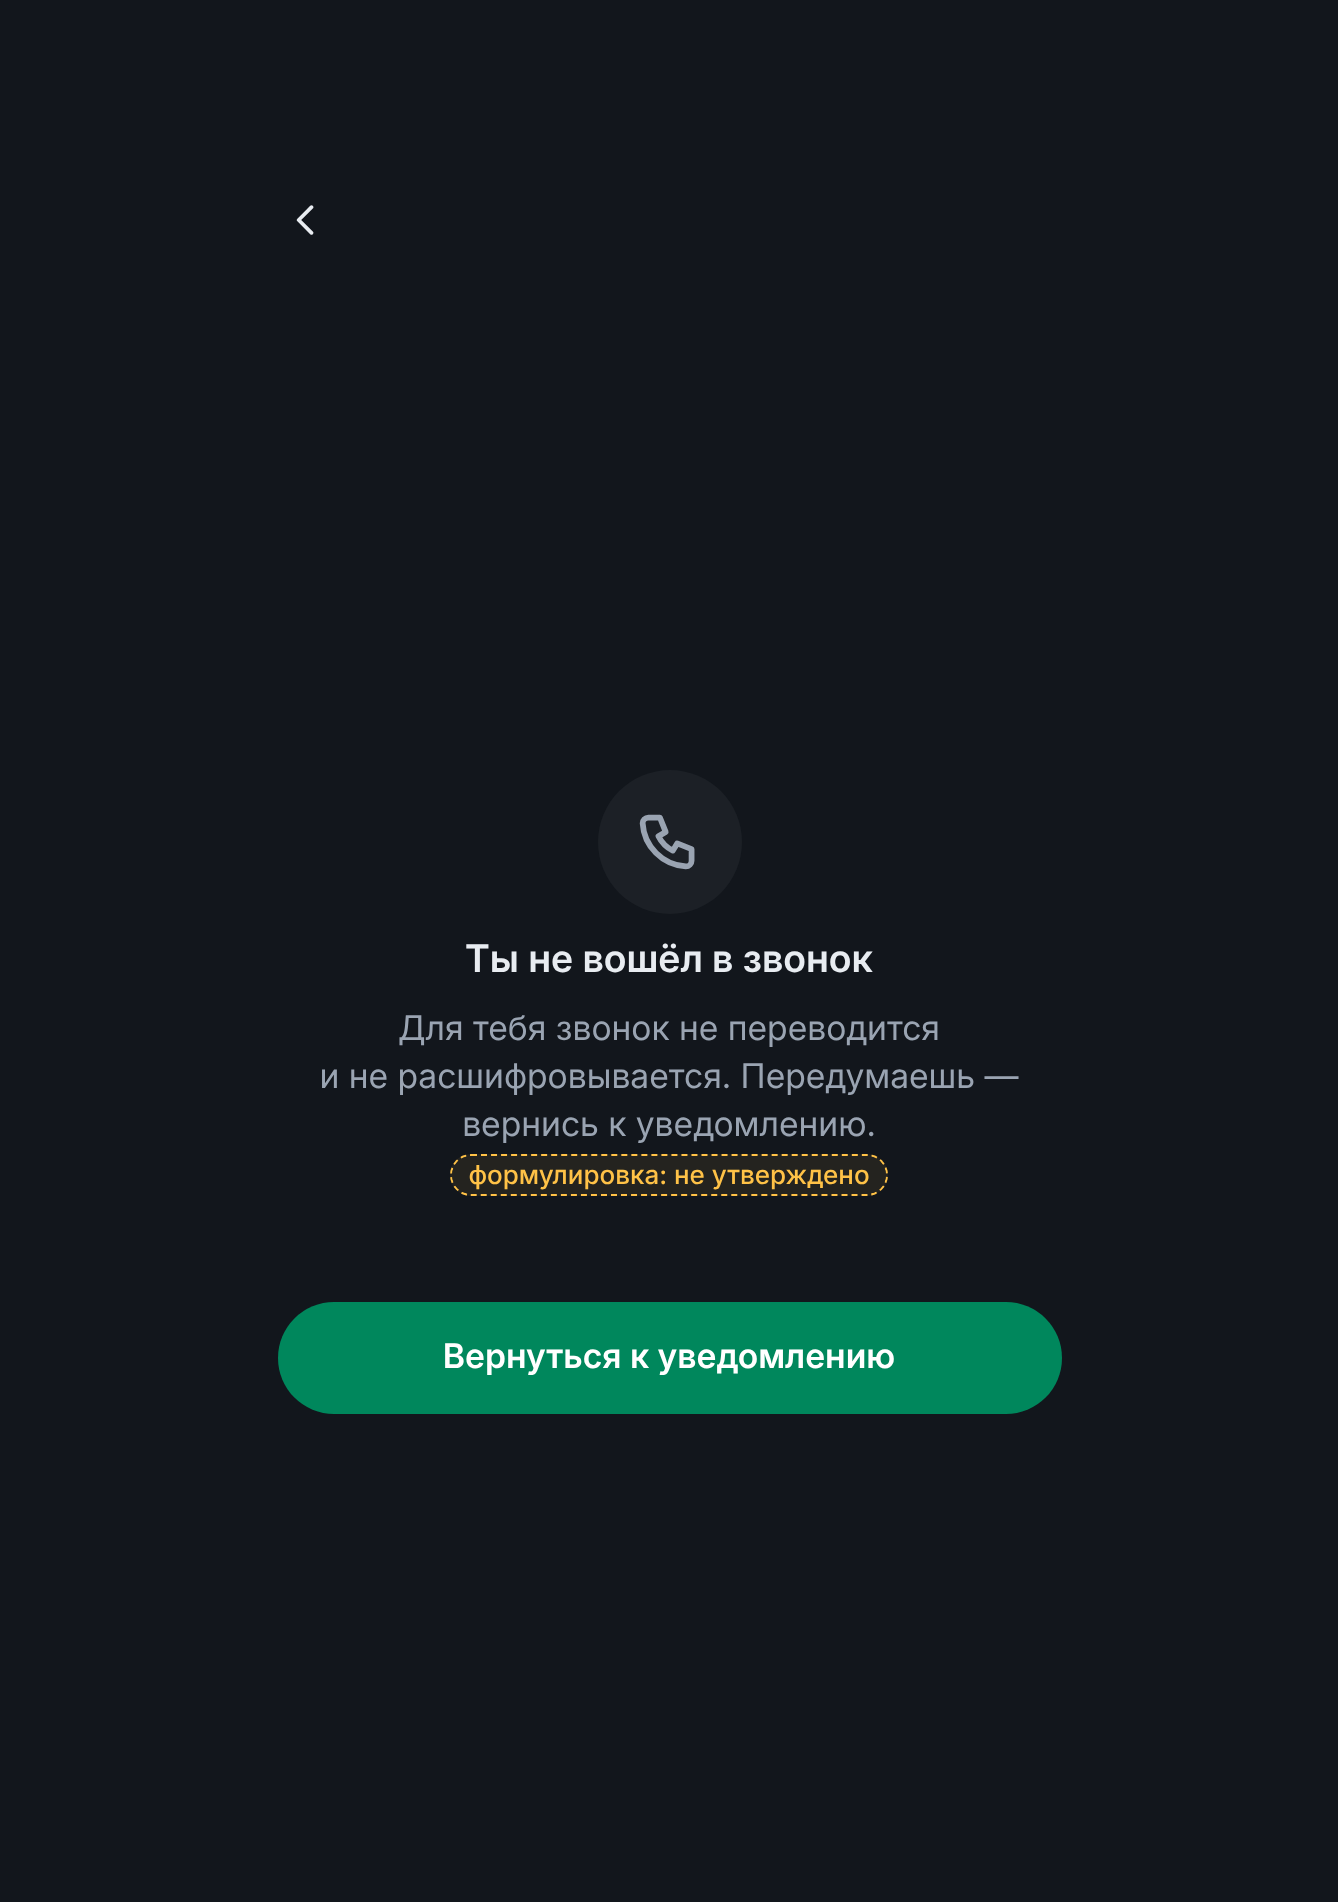 Ты не вошёл в звонок
Для тебя звонок не переводится
и не расшифровывается. Передумаешь —
вернись к уведомлению.
формулировка: не утверждено
Вернуться к уведомлению